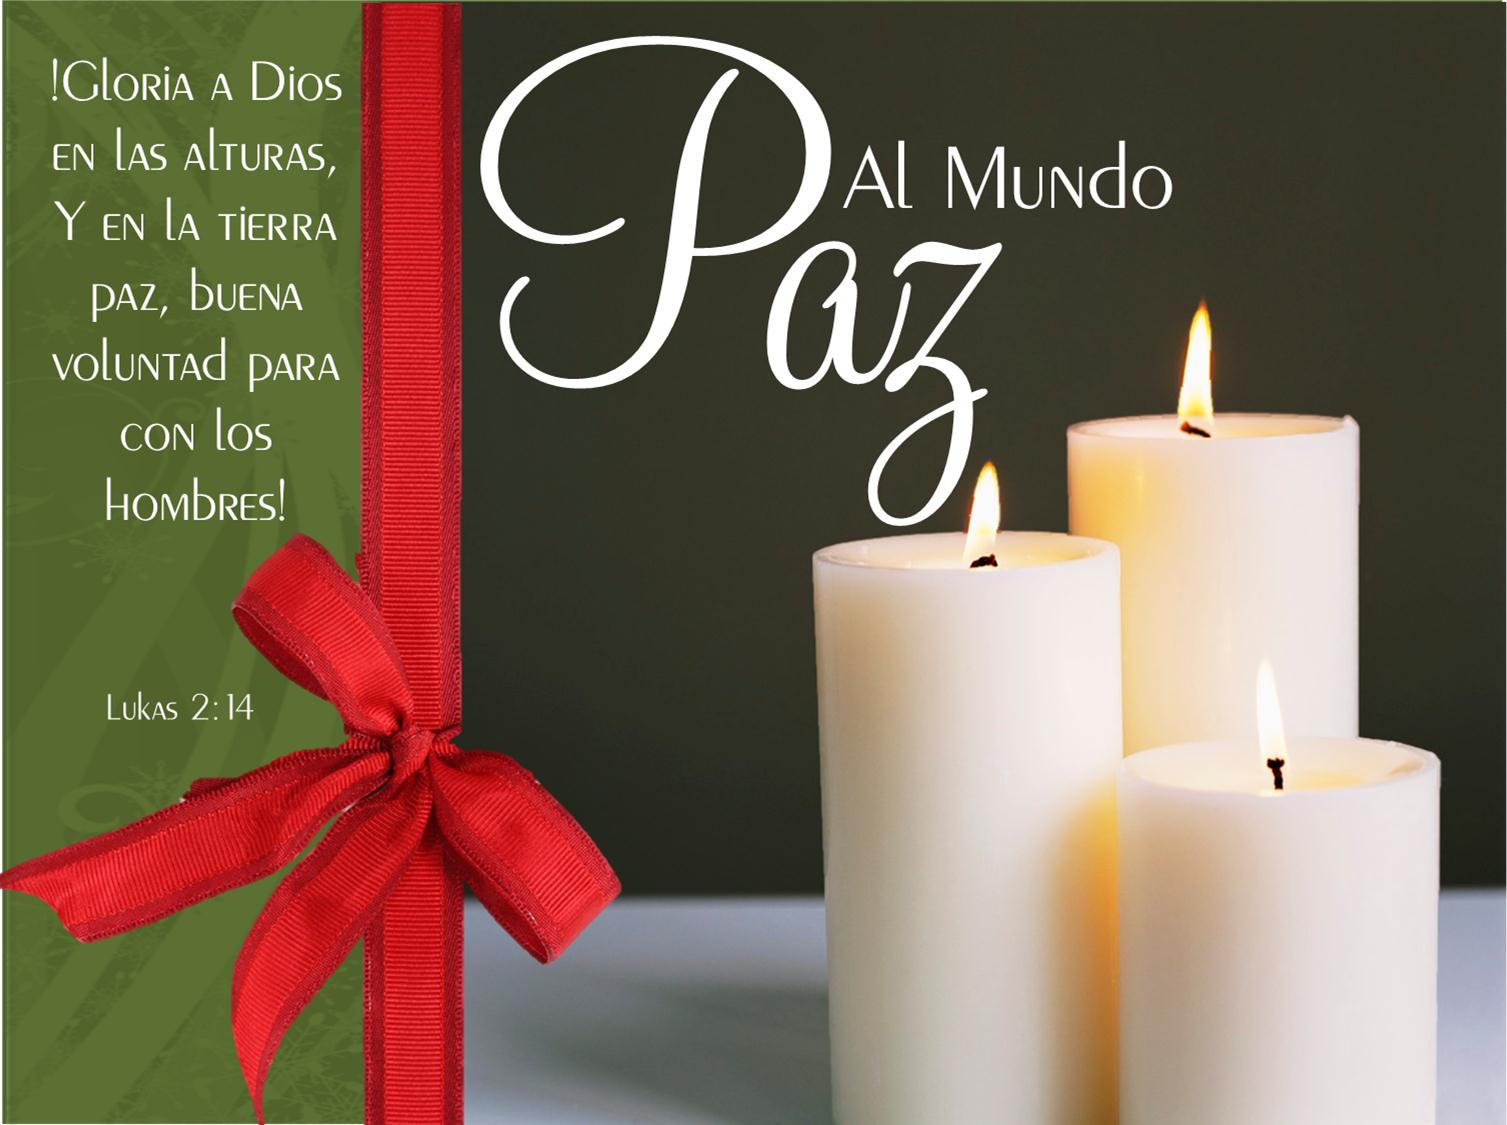 !Gloria a Dios
en las alturas,
Y en la tierra
paz, buena
voluntad para
con los
hombres!
Lukas 2:14
Al Mundo
Paz